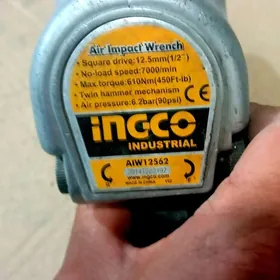 Air Impact Wrench
• Square drive:12.5mm(1/2")
• No-load speed:7000/min
• Max.torque:610Nm(450Ft-lb)
• Twin hammer mechanism
• Air pressure:6.2bar(90psi)
CE
INGCO
INDUSTRIAL
AIW12562
www.ingco.com
MADE IN CHINA